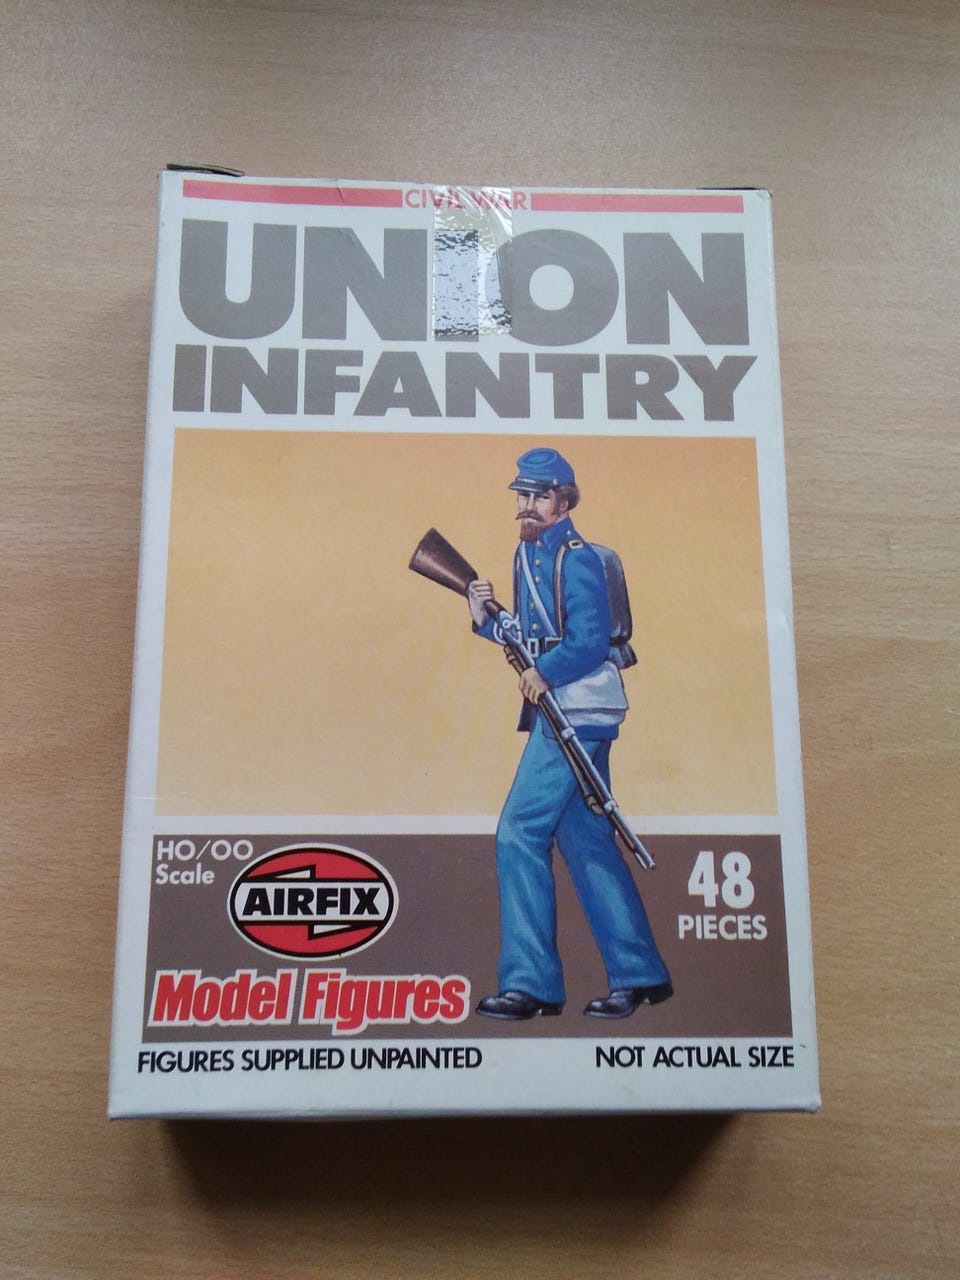 CIVIL WAR
UNION
INFANTRY
HO/OO
Scale
AIRFIX
48
PIECES
Model Figures
FIGURES SUPPLIED UNPAINTED
NOT ACTUAL SIZE